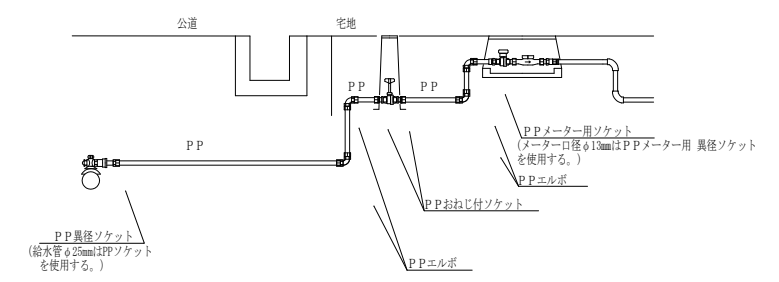 公道
宅地
ＰＰ
ＰＰ
ＰＰ
ＰＰメーター用ソケット
(メーター口径φ13mmはＰＰメーター用 異径ソケット
を使用する。)
ＰＰエルボ
ＰＰおねじ付ソケット
ＰＰ異径ソケット
(給水管φ25mmはPPソケット
を使用する。)
ＰＰエルボ